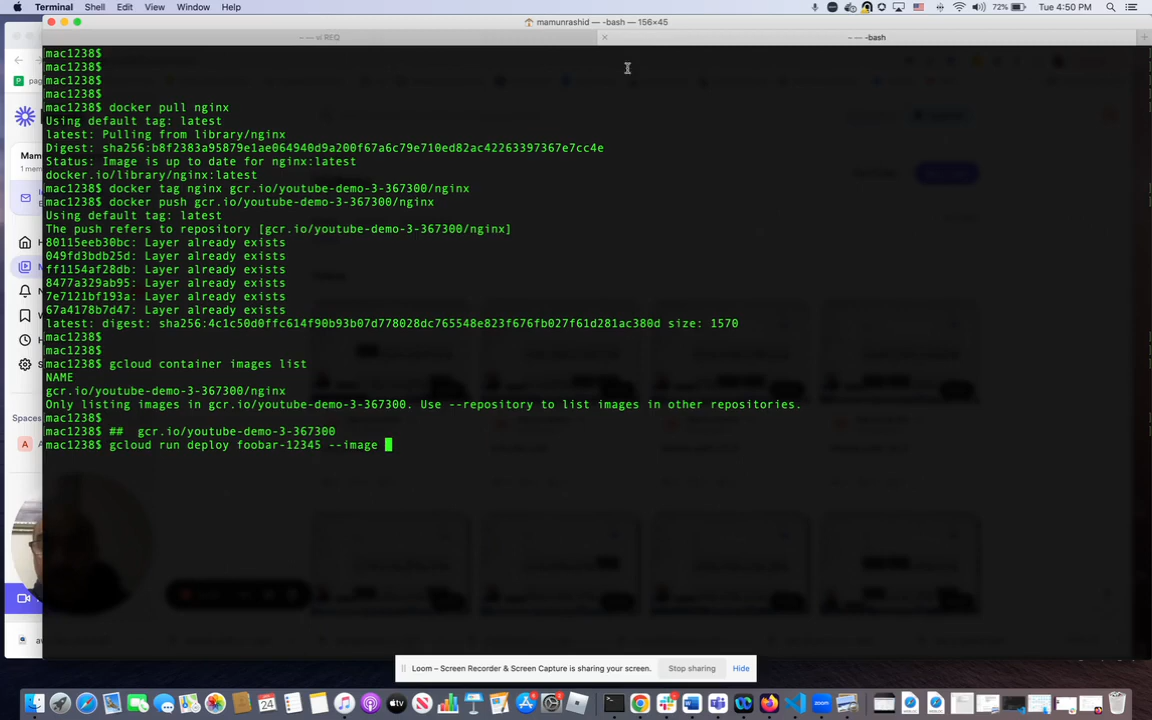 Terminal Shell Edit View Window Help
72% Tue 4:50 PM
mamunrashid — -bash — 156×45
~ — vi REQ
~ — -bash
mac1238$
mac1238$
mac1238$
mac1238$
mac1238$ docker pull nginx
Using default tag: latest
latest: Pulling from library/nginx
Digest: sha256:b8f2383a95879e1ae064940d9a200f67a6c79e710ed82ac42263397367e7cc4e
Status: Image is up to date for nginx:latest
docker.io/library/nginx:latest
mac1238$ docker tag nginx gcr.io/youtube-demo-3-367300/nginx
mac1238$ docker push gcr.io/youtube-demo-3-367300/nginx
Using default tag: latest
The push refers to repository [gcr.io/youtube-demo-3-367300/nginx]
80115eeb30bc: Layer already exists
049fd3bdb25d: Layer already exists
ff1154af28db: Layer already exists
8477a329ab95: Layer already exists
7e7121bf193a: Layer already exists
67a4178b7d47: Layer already exists
latest: digest: sha256:4c1c50d0ffc614f90b93b07d778028dc765548e823f676fb027f61d281ac380d size: 1570
mac1238$
mac1238$
mac1238$ gcloud container images list
NAME
gcr.io/youtube-demo-3-367300/nginx
Only listing images in gcr.io/youtube-demo-3-367300. Use --repository to list images in other repositories.
mac1238$
mac1238$ ## gcr.io/youtube-demo-3-367300
mac1238$ gcloud run deploy foobar-12345 --image
Mam
1 mem
Spaces
A
Loom – Screen Recorder & Screen Capture is sharing your screen.
Stop sharing
Hide
zoom